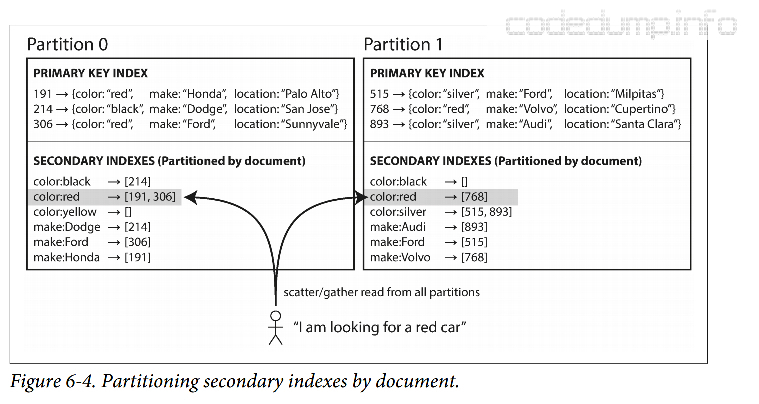 codedump.info
Partition 0
PRIMARY KEY INDEX
191 → {color:“red”, make:“Honda”, location:“Palo Alto”}
214 → {color:“black”, make:“Dodge”, location:“San Jose”}
306 → {color:“red”, make:“Ford”, location:“Sunnyvale”}
SECONDARY INDEXES (Partitioned by document)
color:black → [214]
color:red → [191, 306]
color:yellow → []
make:Dodge → [214]
make:Ford → [306]
make:Honda → [191]
Partition 1
PRIMARY KEY INDEX
515 → {color:“silver”, make:“Ford”, location:“Milpitas”}
768 → {color:“red”, make:“Volvo”, location:“Cupertino”}
893 → {color:“silver”, make:“Audi”, location:“Santa Clara”}
SECONDARY INDEXES (Partitioned by document)
color:black → []
color:red → [768]
color:silver → [515, 893]
make:Audi → [893]
make:Ford → [515]
make:Volvo → [768]
scatter/gather read from all partitions
“I am looking for a red car”
Figure 6-4. Partitioning secondary indexes by document.